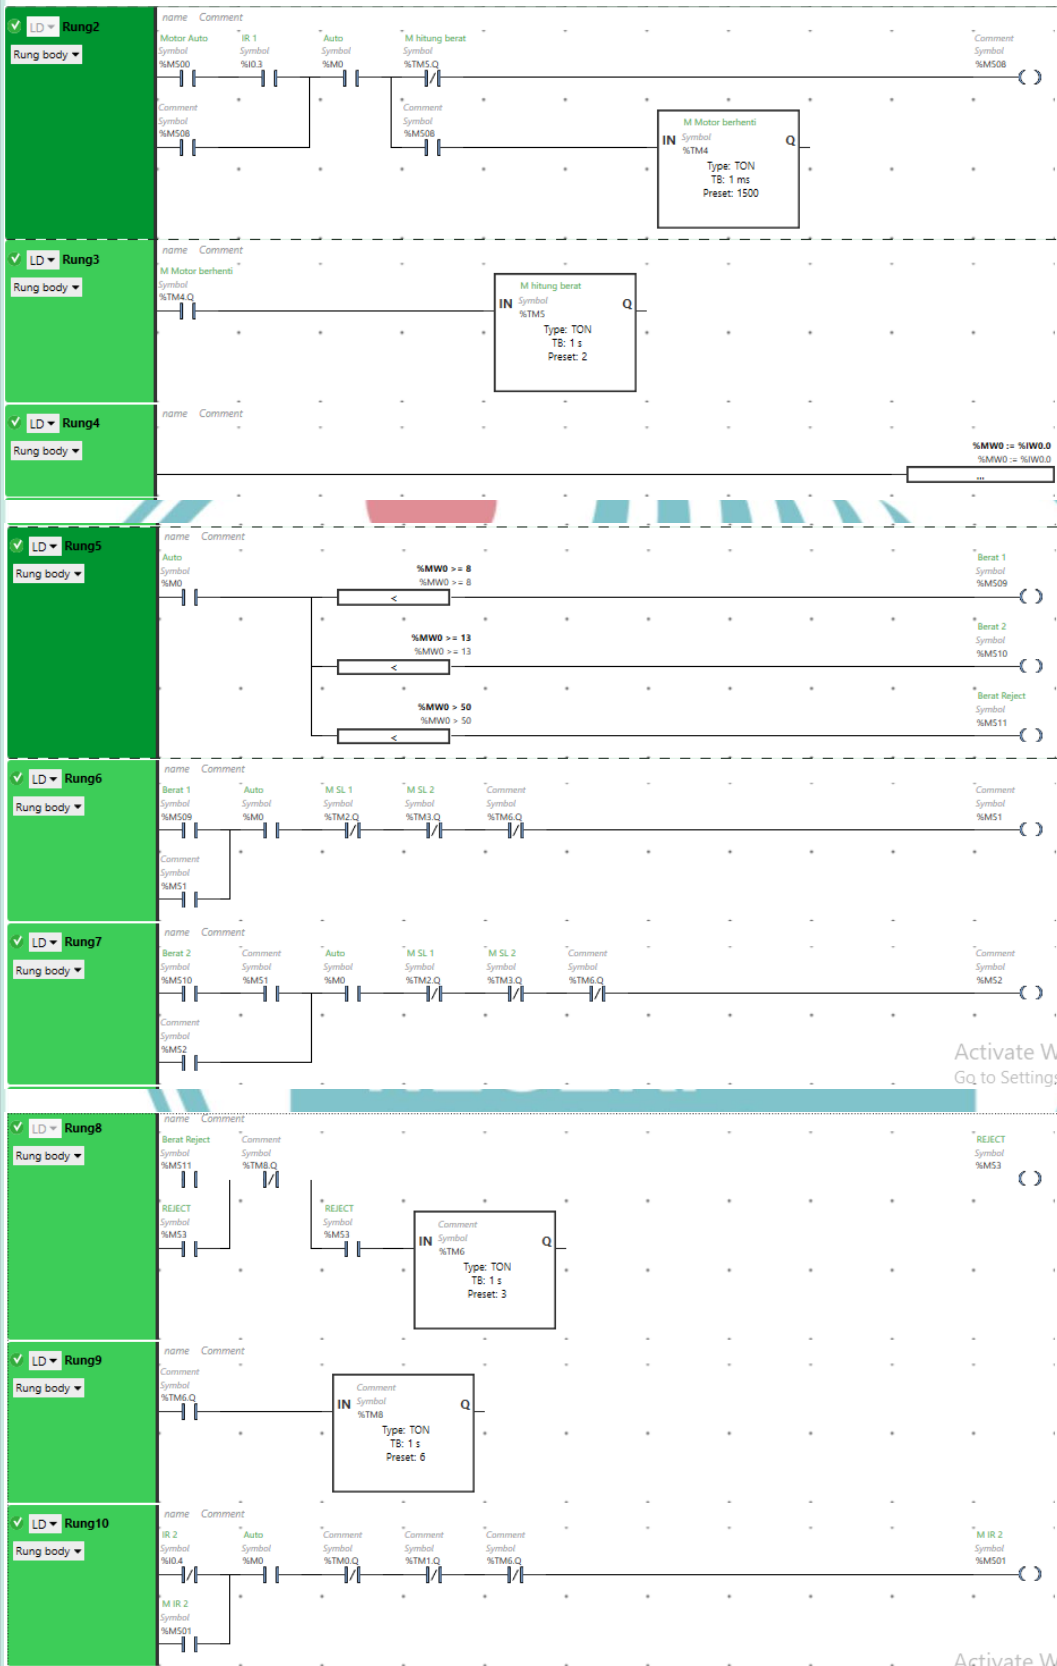 name Comment
LD Rung2
Rung body
Motor Auto IR 1 Auto M hitung berat Comment
Symbol Symbol Symbol Symbol Symbol
%M500 %I0.3 %M0 %TM5.Q %M508
Comment Comment
Symbol Symbol
%M508 %M508
M Motor berhenti
IN Symbol Q
%TM4
Type: TON
TB: 1 ms
Preset: 1500
name Comment
LD Rung3
Rung body
M Motor berhenti
Symbol
%TM4.Q
M hitung berat
IN Symbol Q
%TM5
Type: TON
TB: 1 s
Preset: 2
name Comment
LD Rung4
Rung body
%MW0 := %IW0.0
%MW0 := %IW0.0
...
name Comment
LD Rung5
Rung body
Auto
Symbol
%M0
%MW0 >= 8
%MW0 >= 8
<
Berat 1
Symbol
%M509
%MW0 >= 13
%MW0 >= 13
<
Berat 2
Symbol
%M510
%MW0 > 50
%MW0 > 50
<
Berat Reject
Symbol
%M511
name Comment
LD Rung6
Rung body
Berat 1 Auto M SL 1 M SL 2 Comment Comment
Symbol Symbol Symbol Symbol Symbol Symbol
%M509 %M0 %TM2.Q %TM3.Q %TM6.Q %M51
Comment
Symbol
%M51
name Comment
LD Rung7
Rung body
Berat 2 Comment Auto M SL 1 M SL 2 Comment Comment
Symbol Symbol Symbol Symbol Symbol Symbol Symbol
%M510 %M51 %M0 %TM2.Q %TM3.Q %TM6.Q %M52
Comment
Symbol
%M52
Activate W
Go to Settings
name Comment
LD Rung8
Rung body
Berat Reject Comment REJECT
Symbol Symbol Symbol
%M511 %TM8.Q %M53
REJECT REJECT
Symbol Symbol
%M53 %M53
Comment
IN Symbol Q
%TM6
Type: TON
TB: 1 s
Preset: 3
name Comment
LD Rung9
Rung body
Comment
Symbol
%TM6.Q
Comment
IN Symbol Q
%TM8
Type: TON
TB: 1 s
Preset: 6
name Comment
LD Rung10
Rung body
IR 2 Auto Comment Comment Comment M IR 2
Symbol Symbol Symbol Symbol Symbol Symbol
%I0.4 %M0 %TM0.Q %TM1.Q %TM6.Q %M501
M IR 2
Symbol
%M501
Activate W